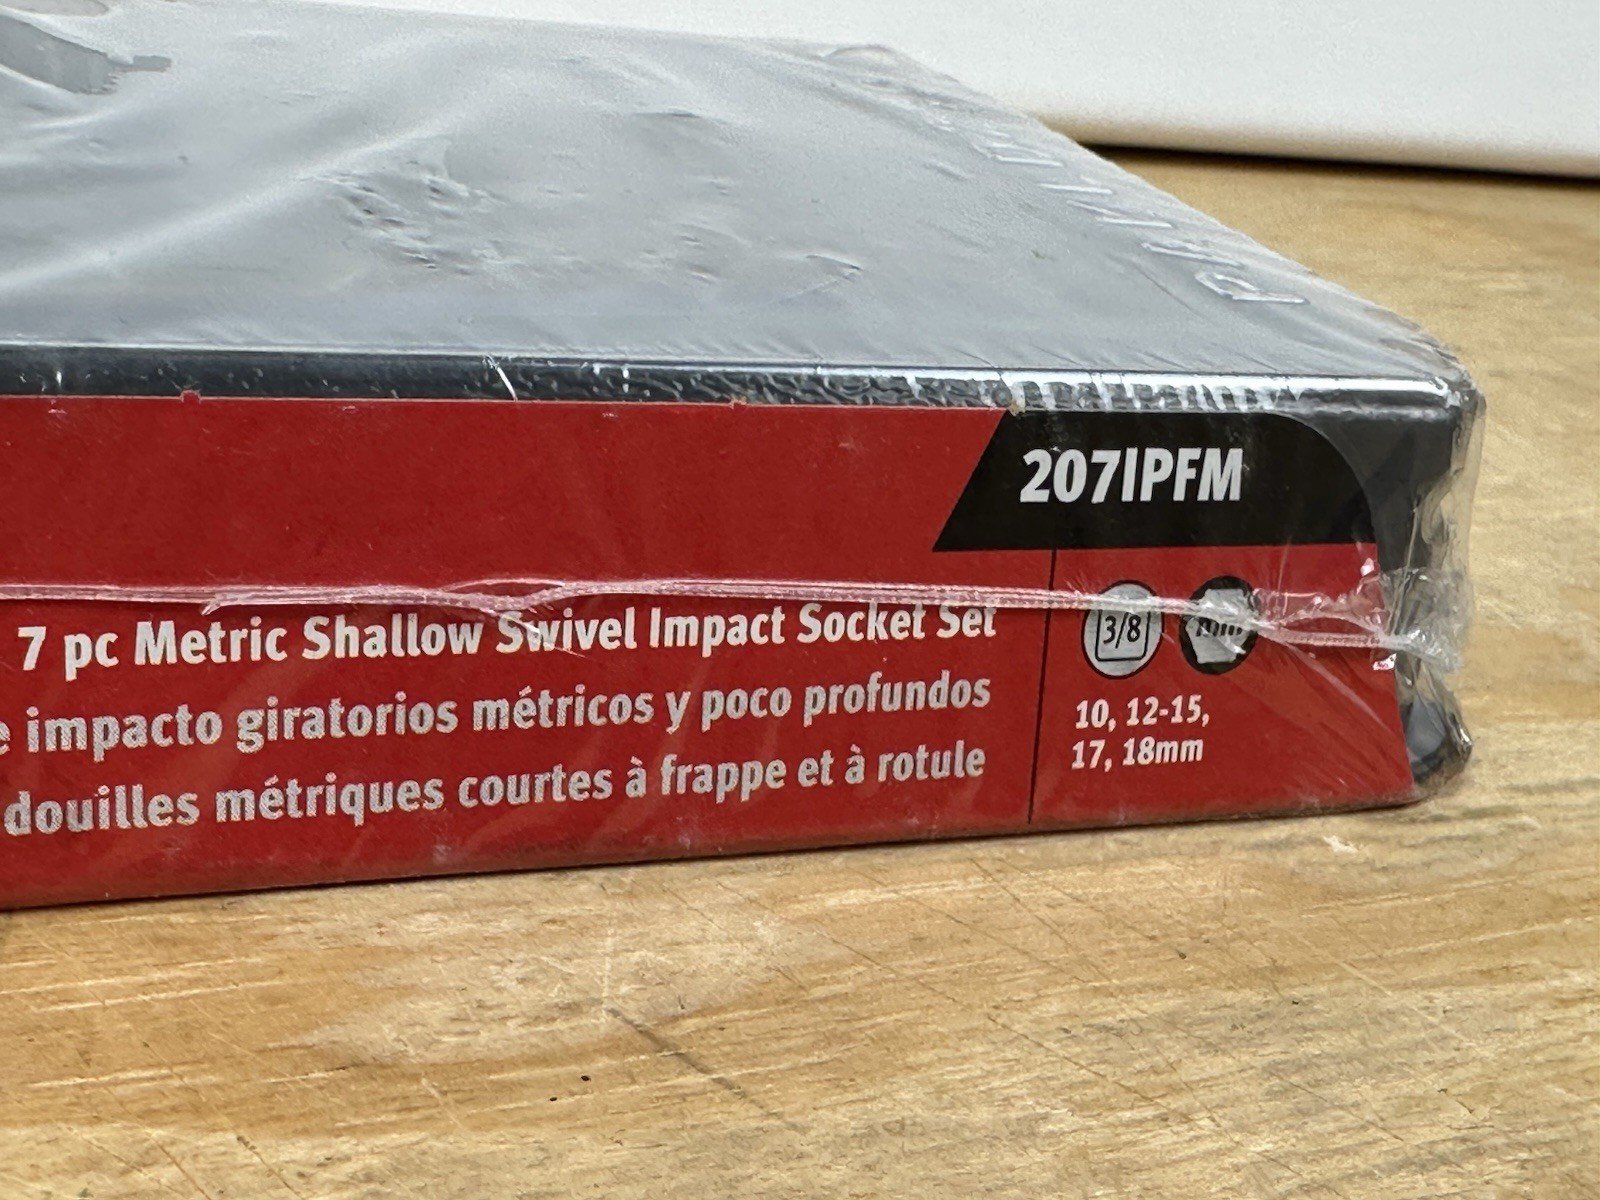 207IPFM
7 pc Metric Shallow Swivel Impact Socket Set
e impacto giratorios métricos y poco profundos
douilles métriques courtes à frappe et à rotule
3/8
mm
10, 12-15,
17, 18mm